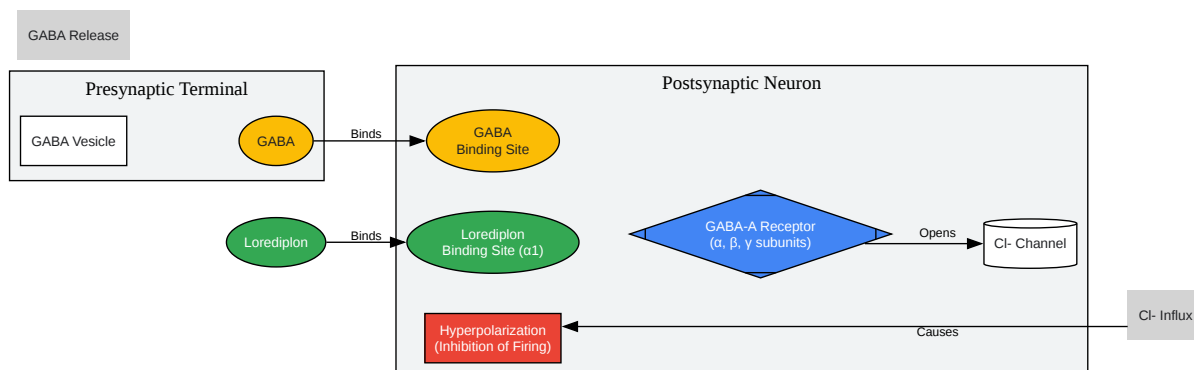 GABA Release
Presynaptic Terminal
GABA Vesicle
GABA
Binds
Postsynaptic Neuron
GABA
Binding Site
Lorediplon
Binds
Lorediplon
Binding Site (α1)
GABA-A Receptor
(α, β, γ subunits)
Opens
Cl- Channel
Hyperpolarization
(Inhibition of Firing)
Causes
Cl- Influx